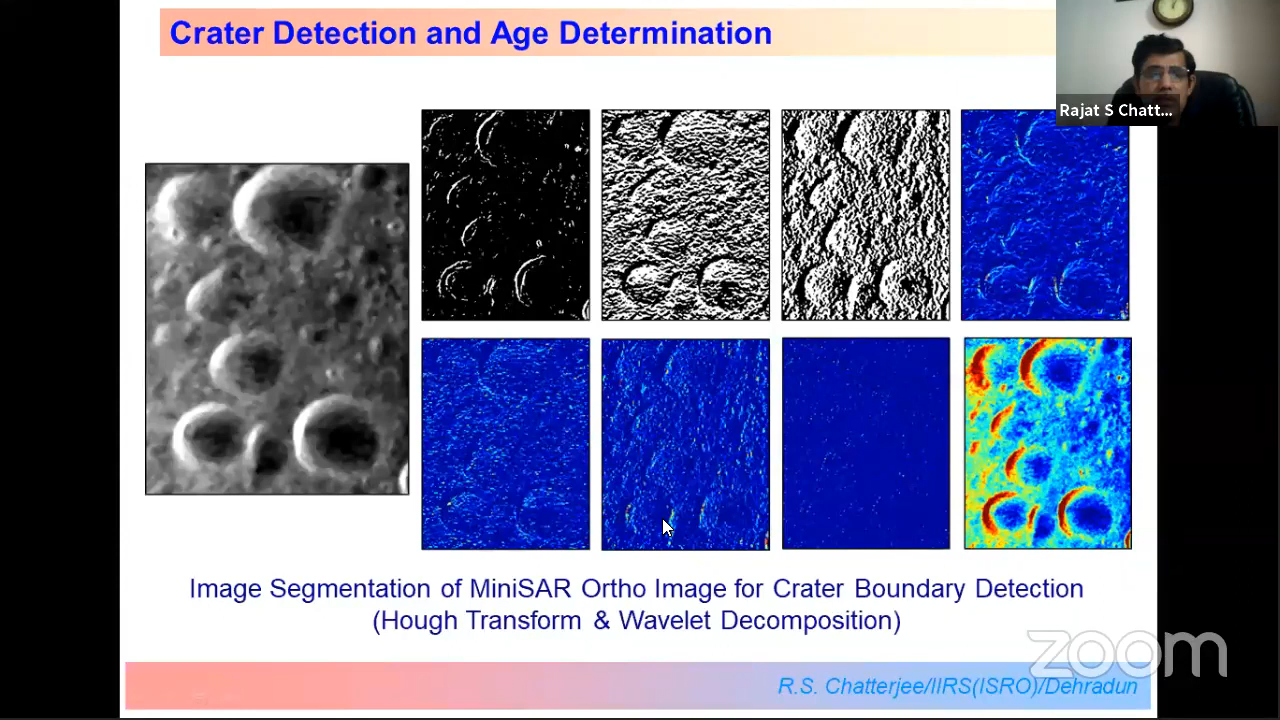 Crater Detection and Age Determination
Rajat S Chatt...
Image Segmentation of MiniSAR Ortho Image for Crater Boundary Detection
(Hough Transform & Wavelet Decomposition)
zoom
R.S. Chatterjee/IIRS(ISRO)/Dehradun